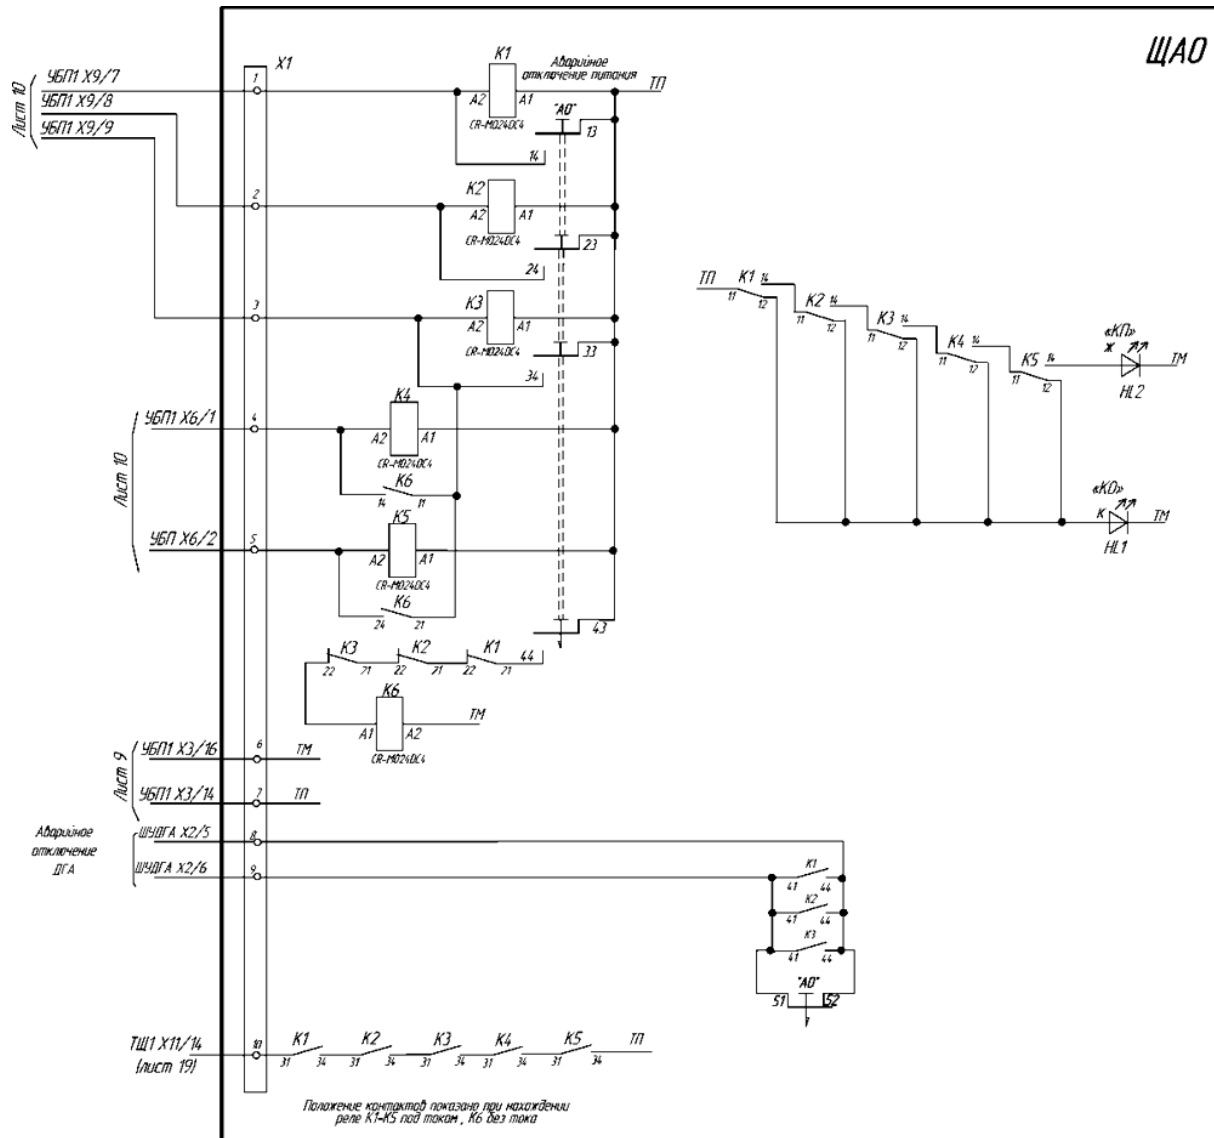 ЩАО
X1
Лист 10
УБП1 X9/7
УБП1 X9/8
УБП1 X9/9
1
K1
A2
A1
CR-M024DC4
Аварийное
отключение питания
ТП
"АО"
13
14
2
K2
A2
A1
CR-M024DC4
23
24
3
K3
A2
A1
CR-M024DC4
33
34
Лист 10
УБП1 X6/1
4
K4
A2
A1
CR-M024DC4
K6
14
11
УБП X6/2
5
K5
A2
A1
CR-M024DC4
K6
24
21
43
44
K3
22
21
K2
22
21
K1
22
21
K6
A1
A2
CR-M024DC4
ТМ
Лист 9
УБП1 X3/16
6
ТМ
УБП1 X3/14
7
ТП
Аварийное
отключение
ДГА
ШУДГА X2/5
8
ШУДГА X2/6
9
K1
41
44
K2
41
44
K3
41
44
"АО"
51
52
ТЩ1 X11/14
(лист 19)
10
K1
31
34
K2
31
34
K3
31
34
K4
31
34
K5
31
34
ТП
ТП
K1
14
11
12
K2
14
11
12
K3
14
11
12
K4
14
11
12
K5
14
11
12
«КП»
Ж
HL2
ТМ
«КО»
К
HL1
ТМ
Положение контактов показано при нахождении
реле К1-К5 под током , К6 без тока